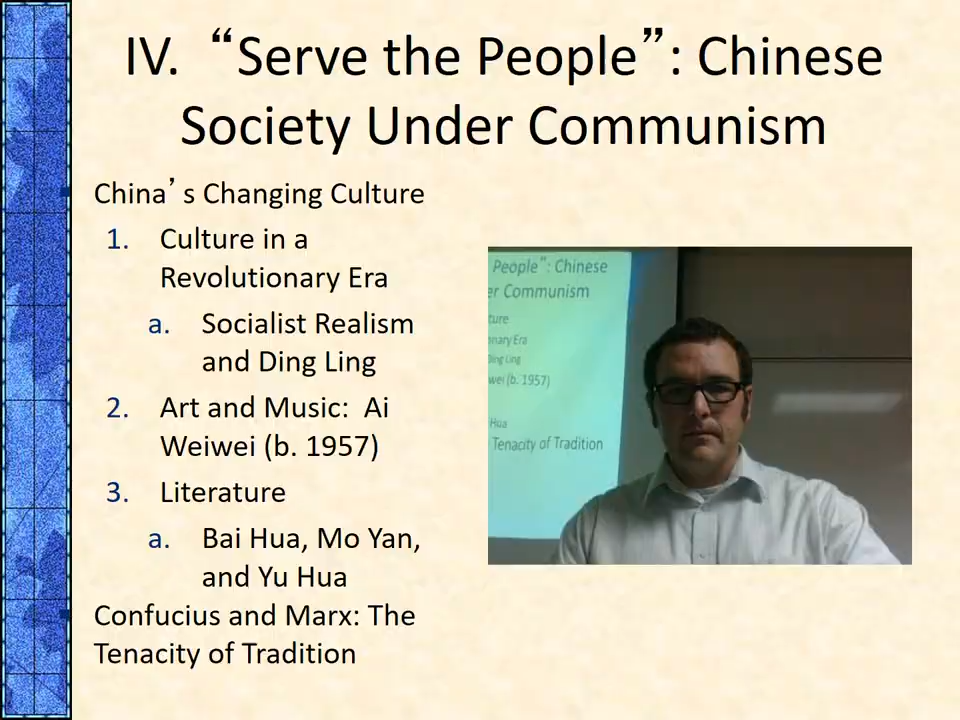 IV. “Serve the People”: Chinese
Society Under Communism
China’s Changing Culture
1. Culture in a
Revolutionary Era
a. Socialist Realism
and Ding Ling
2. Art and Music: Ai
Weiwei (b. 1957)
3. Literature
a. Bai Hua, Mo Yan,
and Yu Hua
Confucius and Marx: The
Tenacity of Tradition
People”: Chinese
er Communism
ture
nary Era
Ding Ling
wei (b. 1957)
Hua
Tenacity of Tradition